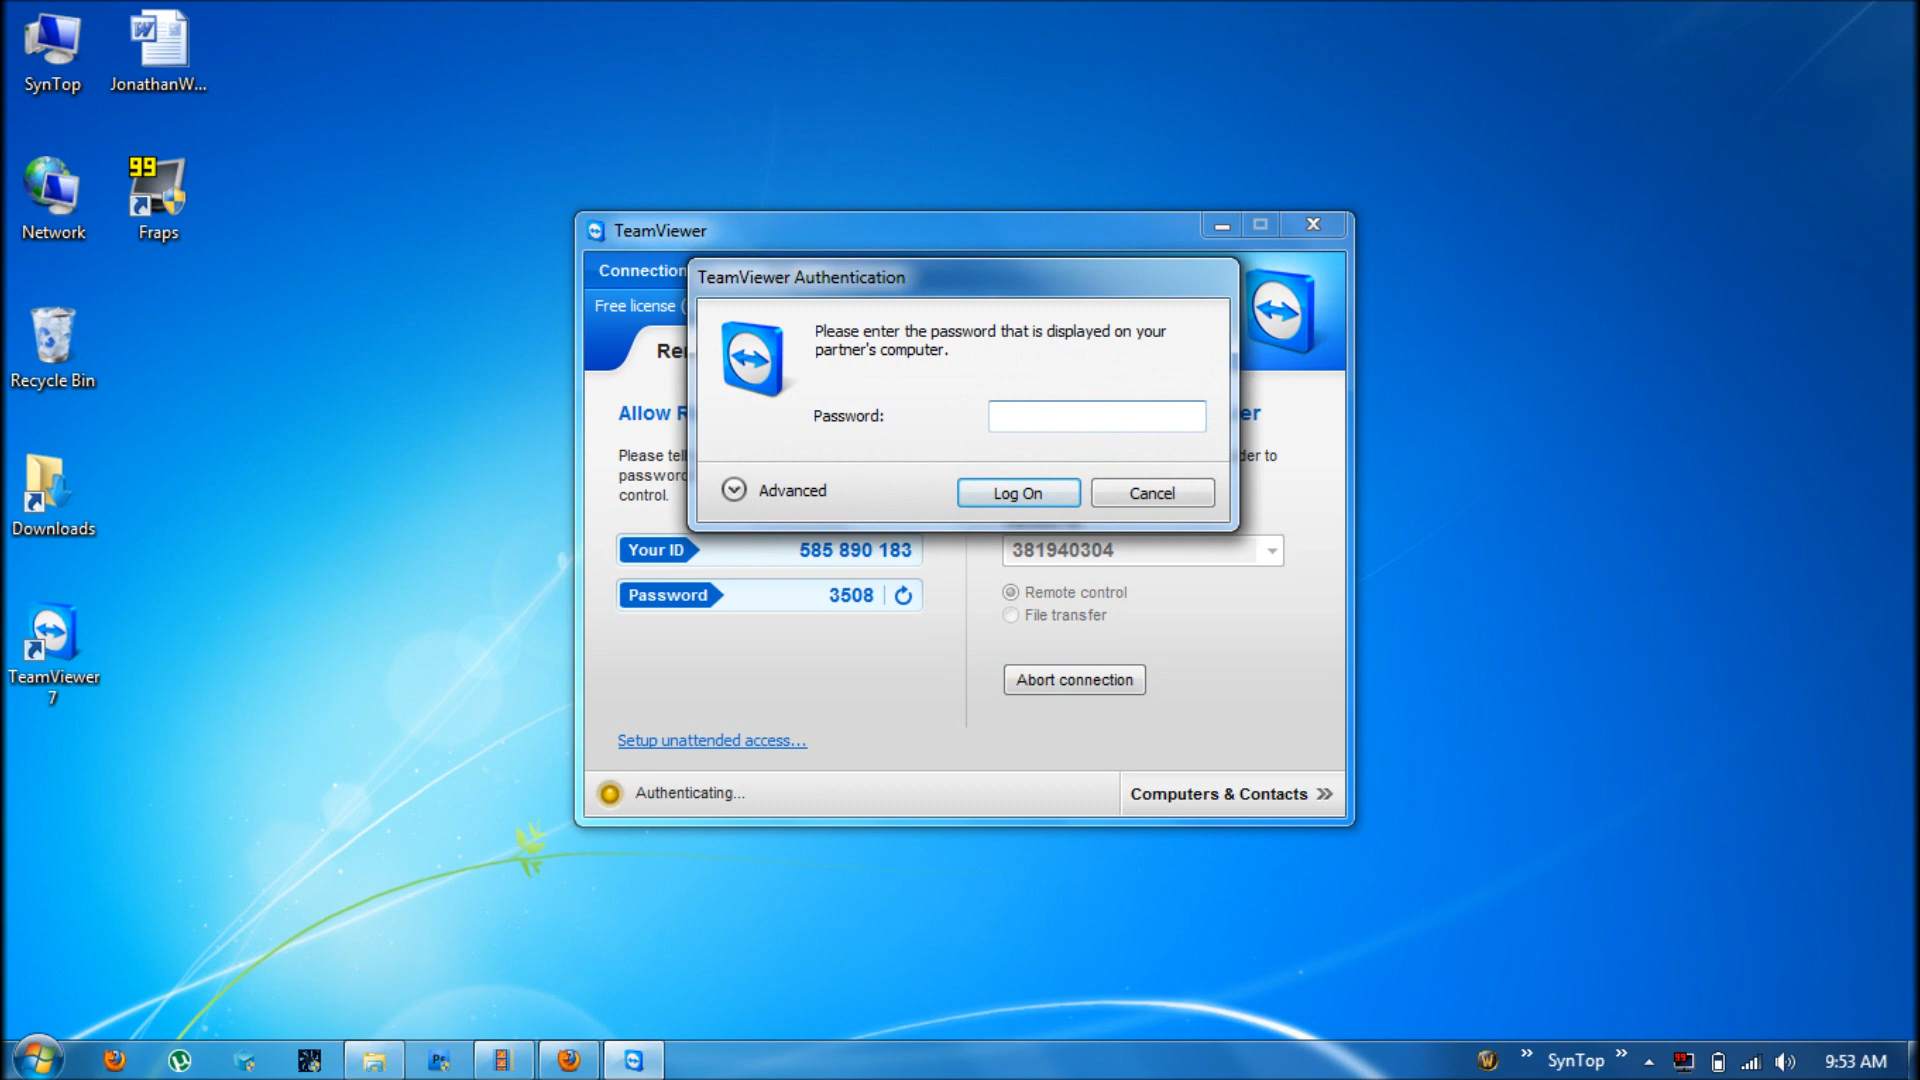 SynTop
JonathanW...
Network
99
Fraps
Recycle Bin
Downloads
TeamViewer
7
TeamViewer
Connection
Free license (
TeamViewer Authentication
Please enter the password that is displayed on your
partner's computer.
Password:
Advanced
Log On
Cancel
Allow
Please tell
password
control.
der to
Your ID
585 890 183
Password
3508
381940304
Remote control
File transfer
Abort connection
Setup unattended access...
Authenticating...
Computers & Contacts
SynTop
9:53 AM